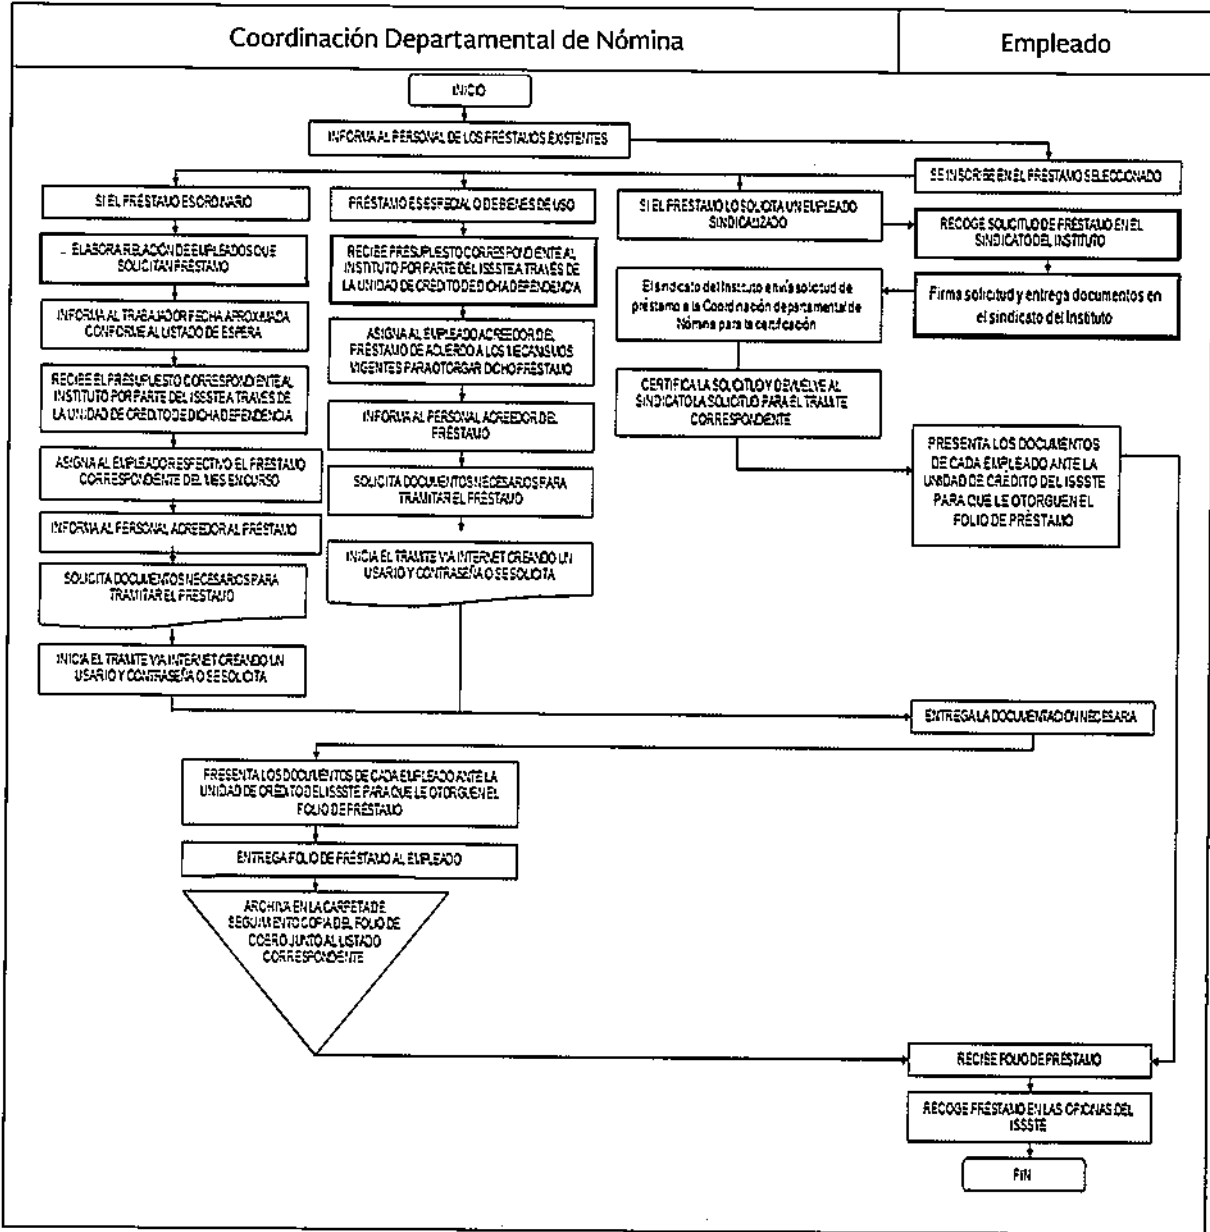 Coordinación Departamental de Nómina
Empleado
INICIO
INFORMA AL PERSONAL DE LOS PRÉSTAMOS EXISTENTES
SE INSCRIBE EN EL PRÉSTAMO SELECCIONADO
SI EL PRÉSTAMO ES ORDINARIO
PRÉSTAMO ES ESPECIAL O DE BIENES DE USO
SI EL PRÉSTAMO LO SOLICITA UN EMPLEADO
SINDICALIZADO
RECOGE SOLICITUD DE PRÉSTAMO EN EL
SINDICATO DEL INSTITUTO
ELABORA RELACIÓN DE EMPLEADOS QUE
SOLICITAN PRÉSTAMO
RECIBE PRESUPUESTO CORRESPONDIENTE AL
INSTITUTO POR PARTE DEL ISSSTE A TRAVÉS DE
LA UNIDAD DE CRÉDITO DE DICHA DEPENDENCIA
El sindicato del Instituto envía solicitud de
préstamo a la Coordinación departamental de
Nómina para la certificación
Firma solicitud y entrega documentos en
el sindicato del Instituto
INFORMA AL TRABAJADOR FECHA APROXIMADA
CONFORME AL LISTADO DE ESPERA
ASIGNA AL EMPLEADO ACREEDOR DEL
PRÉSTAMO DE ACUERDO A LOS MECANISMOS
VIGENTES PARA OTORGAR DICHO PRÉSTAMO
RECIBE EL PRESUPUESTO CORRESPONDIENTE AL
INSTITUTO POR PARTE DEL ISSSTE A TRAVÉS DE
LA UNIDAD DE CRÉDITO DE DICHA DEPENDENCIA
CERTIFICA LA SOLICITUD Y DEVUELVE AL
SINDICATO LA SOLICITUD PARA EL TRÁMITE
CORRESPONDIENTE
INFORMA AL PERSONAL ACREEDOR DEL
PRÉSTAMO
PRESENTA LOS DOCUMENTOS
DE CADA EMPLEADO ANTE LA
UNIDAD DE CRÉDITO DEL ISSSTE
PARA QUE LE OTORGUEN EL
FOLIO DE PRÉSTAMO
ASIGNA AL EMPLEADO RESPECTIVO EL PRÉSTAMO
CORRESPONDIENTE DEL MES EN CURSO
SOLICITA DOCUMENTOS NECESARIOS PARA
TRAMITAR EL PRÉSTAMO
INFORMA AL PERSONAL ACREEDOR AL PRÉSTAMO
INICIA EL TRÁMITE VIA INTERNET CREANDO UN
USARIO Y CONTRASEÑA O SE SOLICITA
SOLICITA DOCUMENTOS NECESARIOS PARA
TRAMITAR EL PRÉSTAMO
INICIA EL TRÁMITE VIA INTERNET CREANDO UN
USARIO Y CONTRASEÑA O SE SOLICITA
ENTREGA LA DOCUMENTACIÓN NECESARIA
PRESENTA LOS DOCUMENTOS DE CADA EMPLEADO ANTE LA
UNIDAD DE CRÉDITO DEL ISSSTE PARA QUE LE OTORGUEN EL
FOLIO DE PRÉSTAMO
ENTREGA FOLIO DE PRÉSTAMO AL EMPLEADO
ARCHIVA EN LA CARPETA DE
SEGUIMIENTO COPIA DEL FOLIO DE
COBRO JUNTO AL LISTADO
CORRESPONDIENTE
RECIBE FOLIO DE PRÉSTAMO
RECOGE PRÉSTAMO EN LAS OFICINAS DEL
ISSSTE
FIN